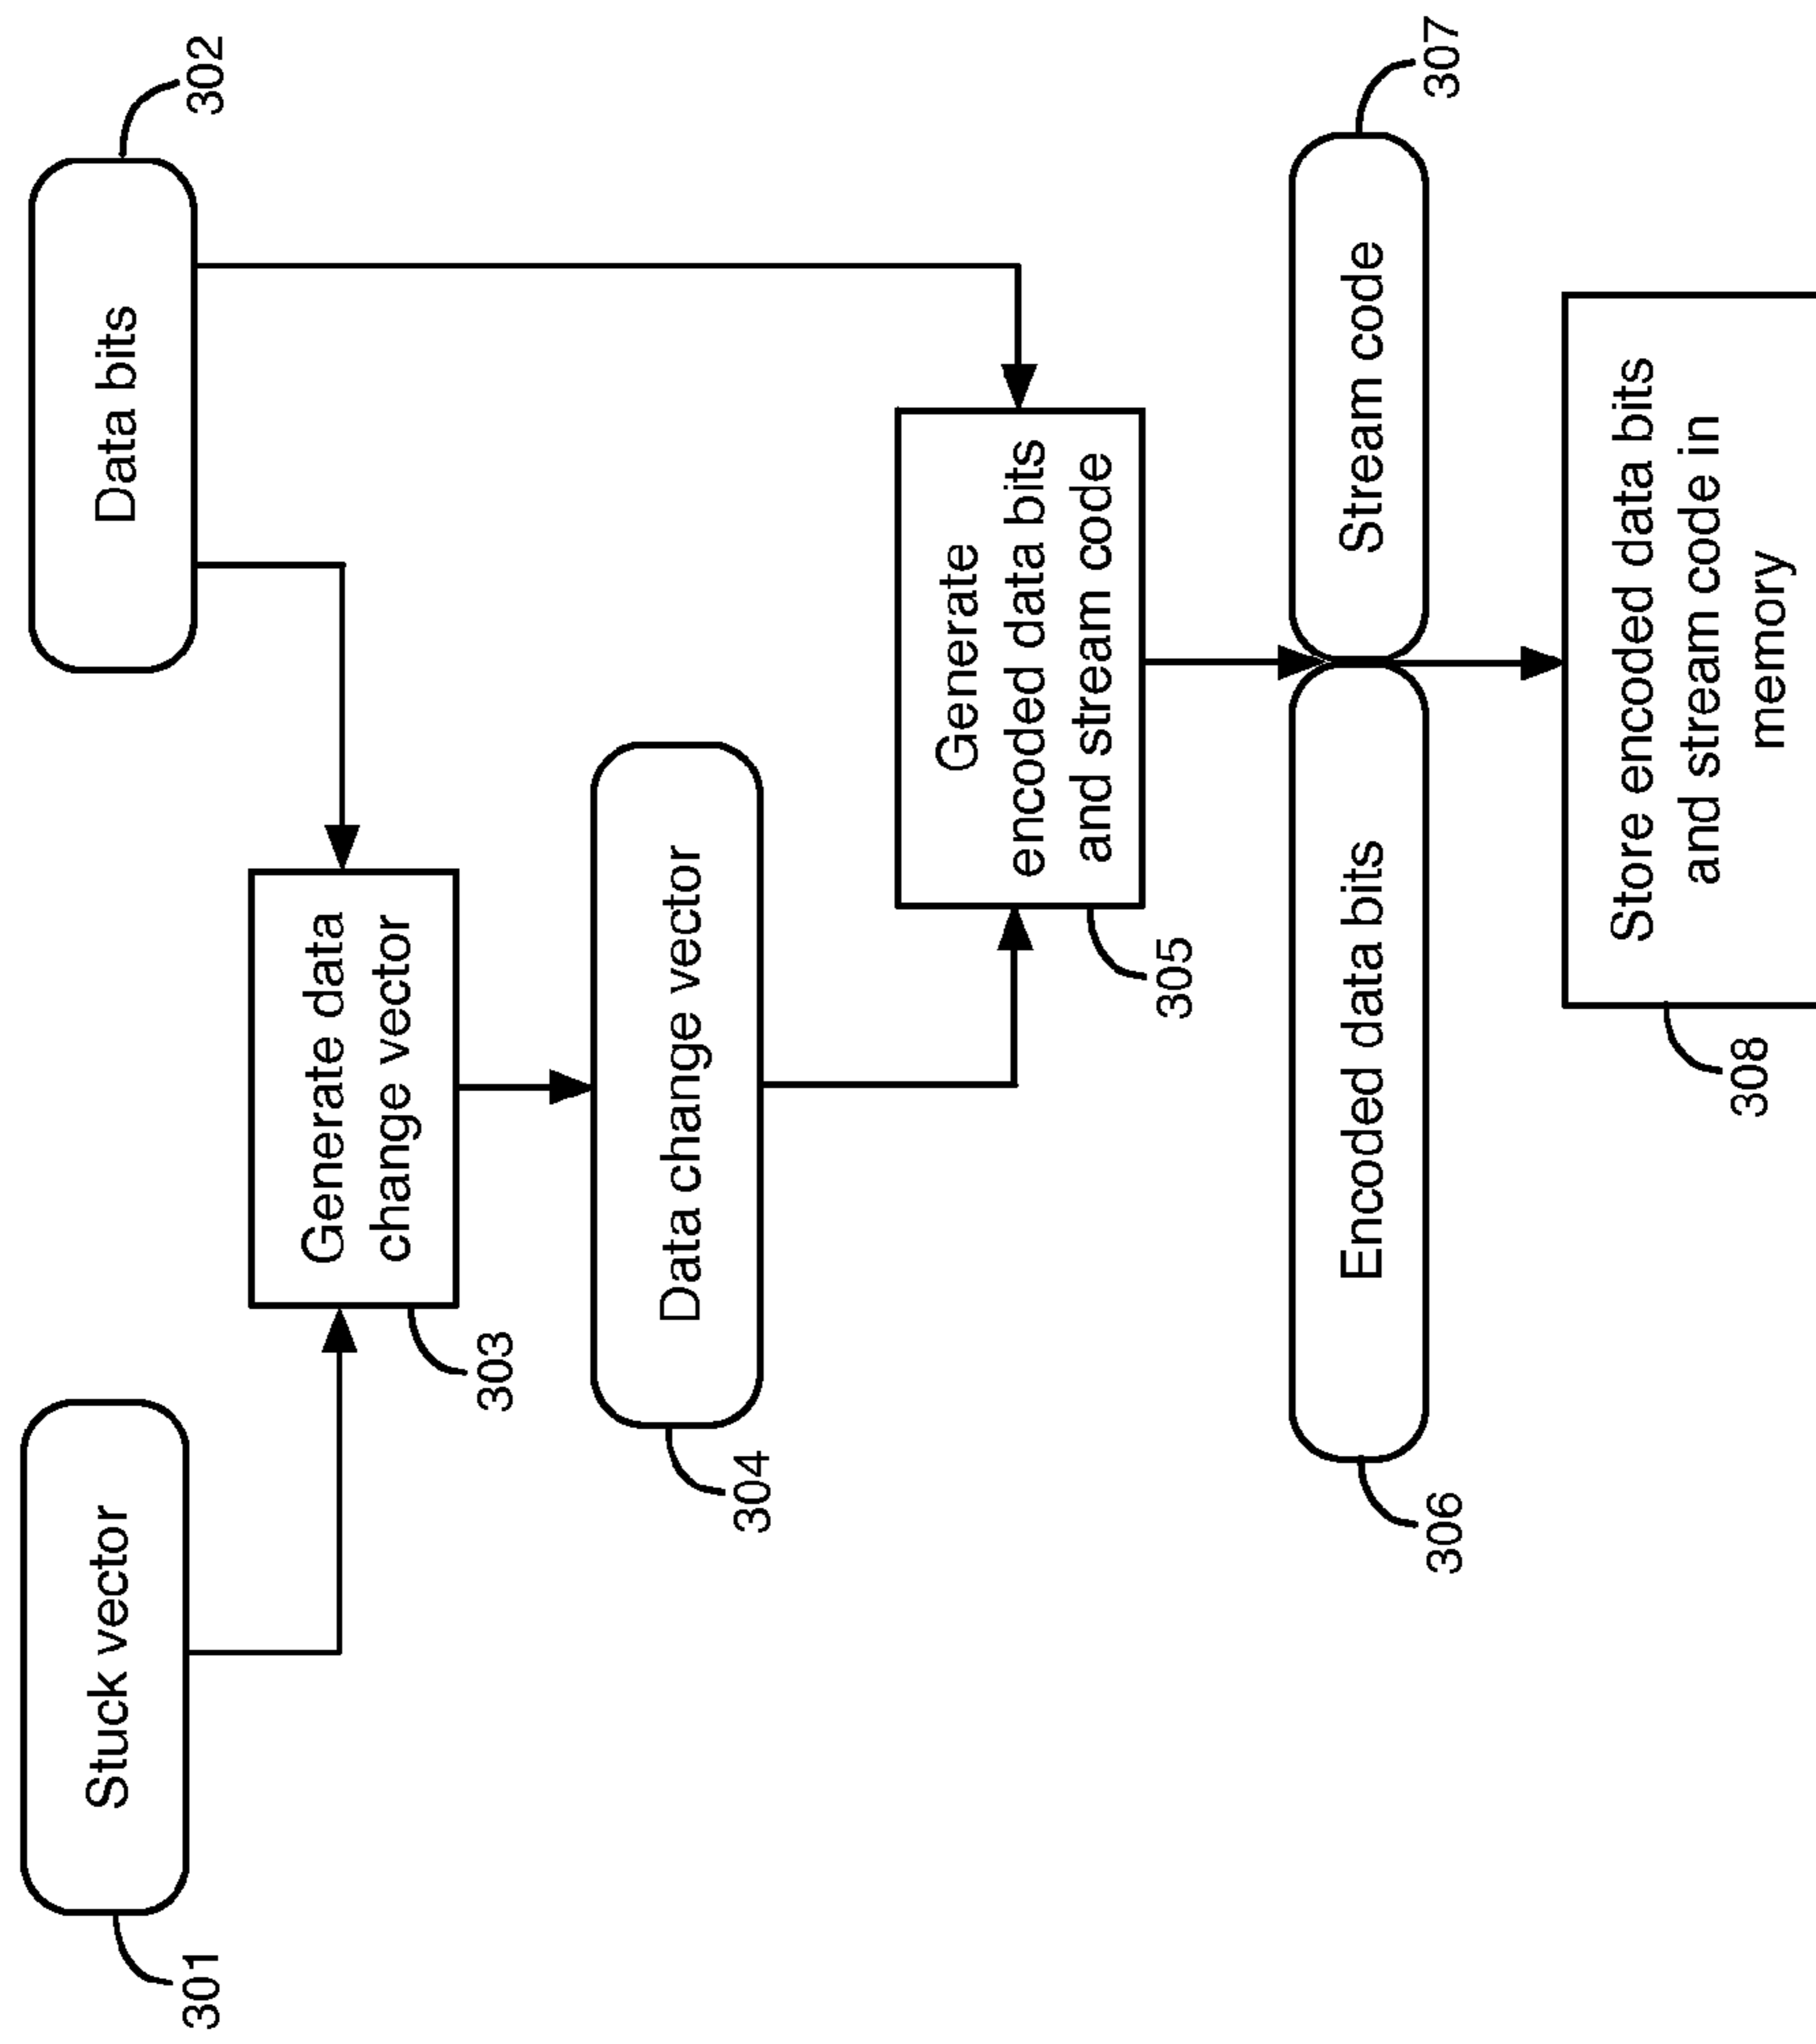 Stuck vector
301
Data bits
302
Generate data
change vector
303
Data change vector
304
Generate
encoded data bits
and stream code
305
Encoded data bits
306
Stream code
307
Store encoded data bits
and stream code in
memory
308